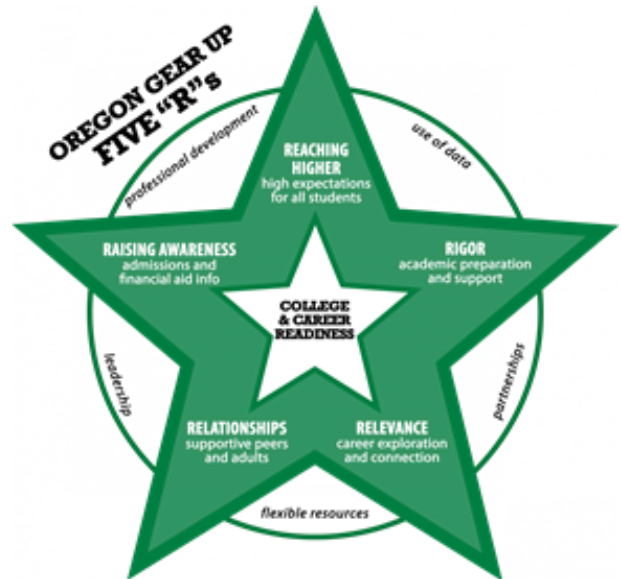 OREGON GEAR UP
FIVE "R"s
professional development
use of data
REACHING
HIGHER
high expectations
for all students
RAISING AWARENESS
admissions and
financial aid info
RIGOR
academic preparation
and support
COLLEGE
& CAREER
READINESS
leadership
partnerships
RELATIONSHIPS
supportive peers
and adults
RELEVANCE
career exploration
and connection
flexible resources